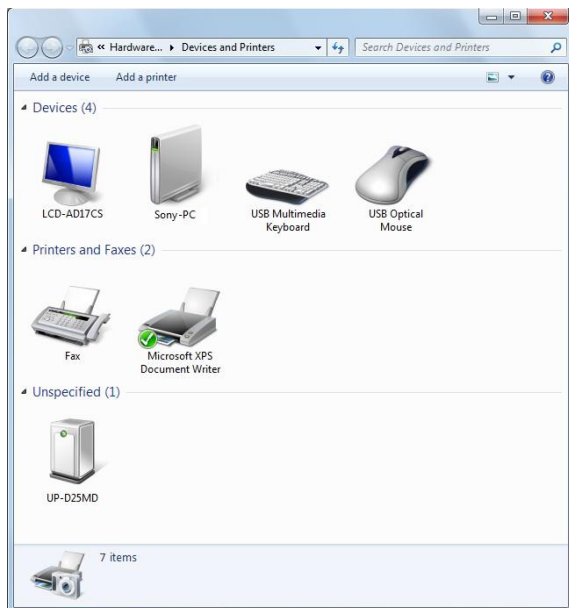 « Hardware... ▸ Devices and Printers
Search Devices and Printers
Add a device Add a printer
Devices (4)
LCD-AD17CS
Sony-PC
USB Multimedia
Keyboard
USB Optical
Mouse
Printers and Faxes (2)
Fax
Microsoft XPS
Document Writer
Unspecified (1)
UP-D25MD
7 items